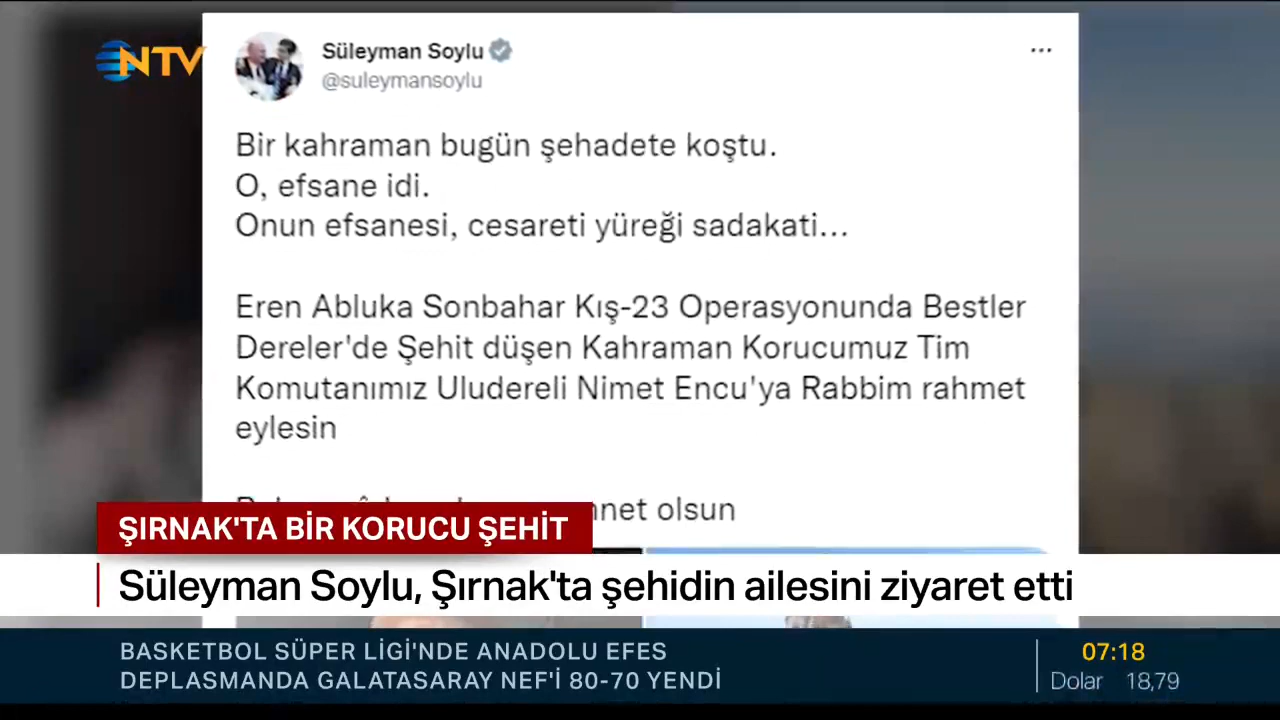 NTV
Süleyman Soylu
@suleymansoylu
Bir kahraman bugün şehadete koştu.
O, efsane idi.
Onun efsanesi, cesareti yüreği sadakati...
Eren Abluka Sonbahar Kış-23 Operasyonunda Bestler
Dereler'de Şehit düşen Kahraman Korucumuz Tim
Komutanımız Uludereli Nimet Encu'ya Rabbim rahmet
eylesin
olsun
ŞIRNAK'TA BİR KORUCU ŞEHİT
Süleyman Soylu, Şırnak'ta şehidin ailesini ziyaret etti
BASKETBOL SÜPER LİGİ'NDE ANADOLU EFES
DEPLASMANDA GALATASARAY NEF'İ 80-70 YENDİ
07:18
Dolar 18,79